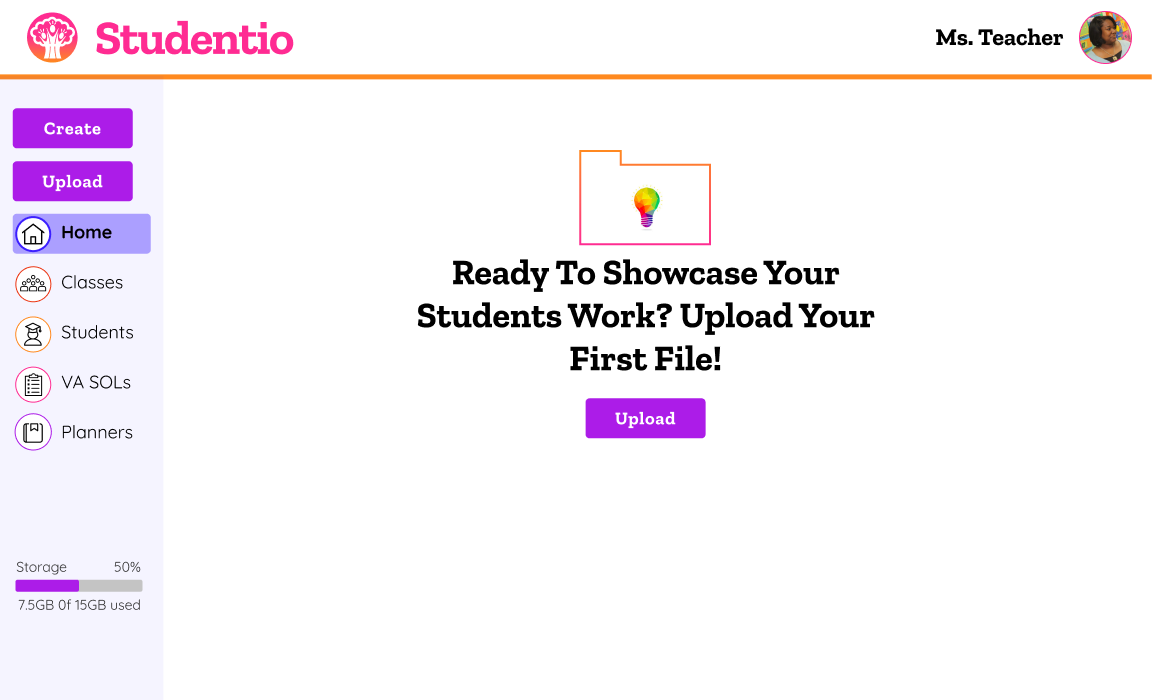 Studentio
Ms. Teacher
Create
Upload
Home
Classes
Students
VA SOLs
Planners
Storage 50%
7.5GB 0f 15GB used
Ready To Showcase Your
Students Work? Upload Your
First File!
Upload